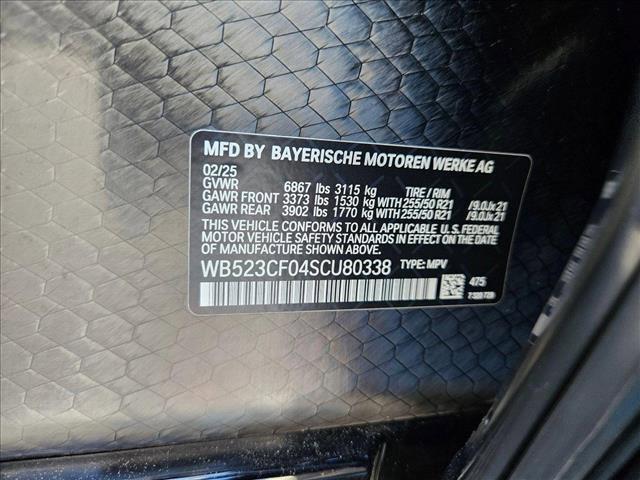 MFD BY BAYERISCHE MOTOREN WERKE AG
02/25
GVWR 6867 lbs 3115 kg TIRE / RIM
GAWR FRONT 3373 lbs 1530 kg WITH 255/50 R21 /9.0Jx21
GAWR REAR 3902 lbs 1770 kg WITH 255/50 R21 /9.0Jx21
THIS VEHICLE CONFORMS TO ALL APPLICABLE U.S. FEDERAL
MOTOR VEHICLE SAFETY STANDARDS IN EFFECT ON THE DATE
OF MANUFACTURE SHOWN ABOVE.
WB523CF04SCU80338 TYPE: MPV
475